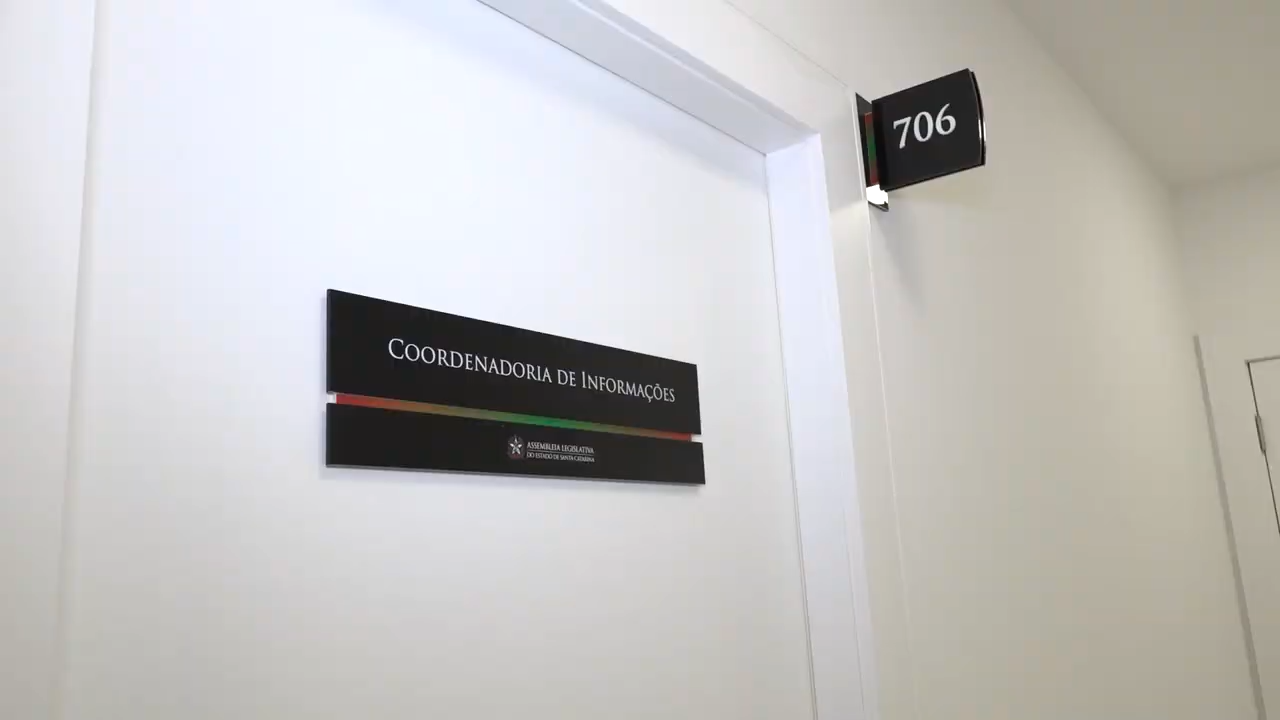 706
Coordenadoria de Informações
ASSEMBLEIA LEGISLATIVA
DO ESTADO DE SANTA CATARINA